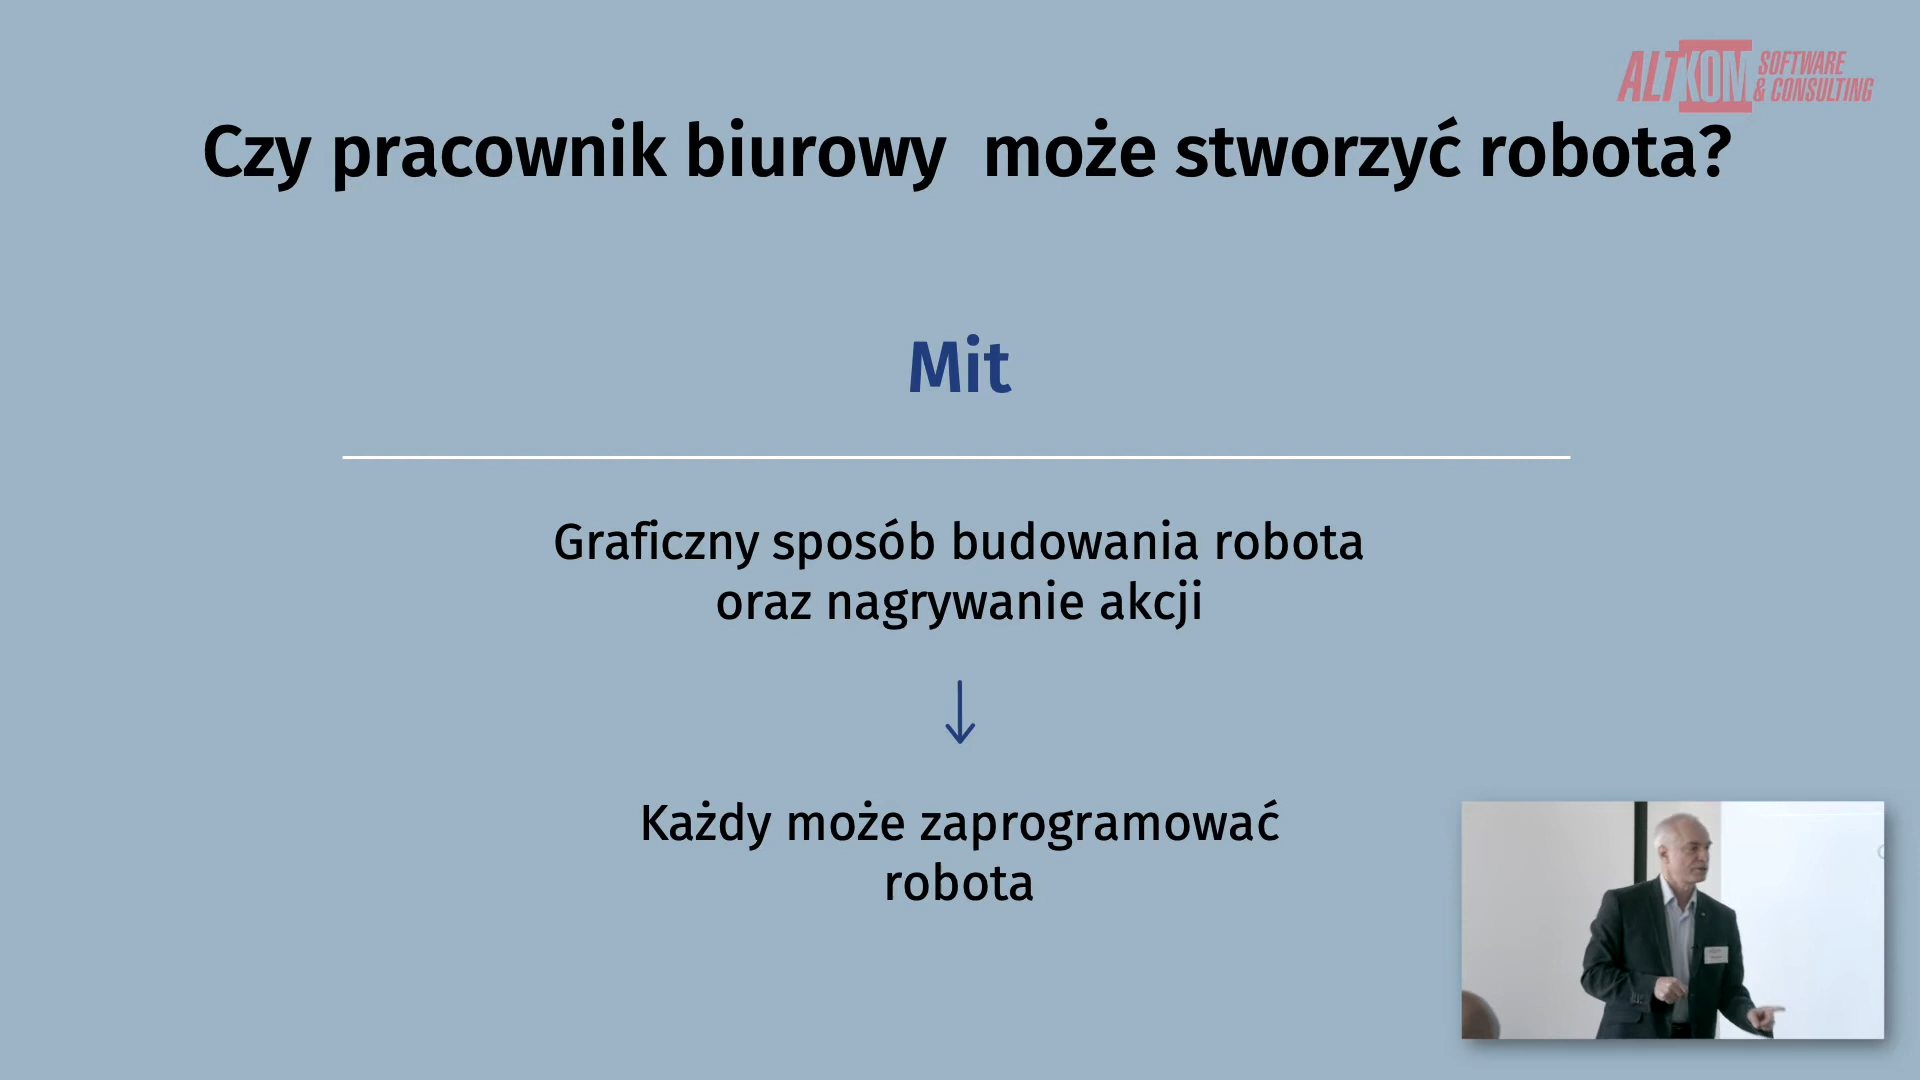 ALTKOM SOFTWARE
& CONSULTING
Czy pracownik biurowy  może stworzyć robota?
Mit
Graficzny sposób budowania robota
oraz nagrywanie akcji
↓
Każdy może zaprogramować
robota